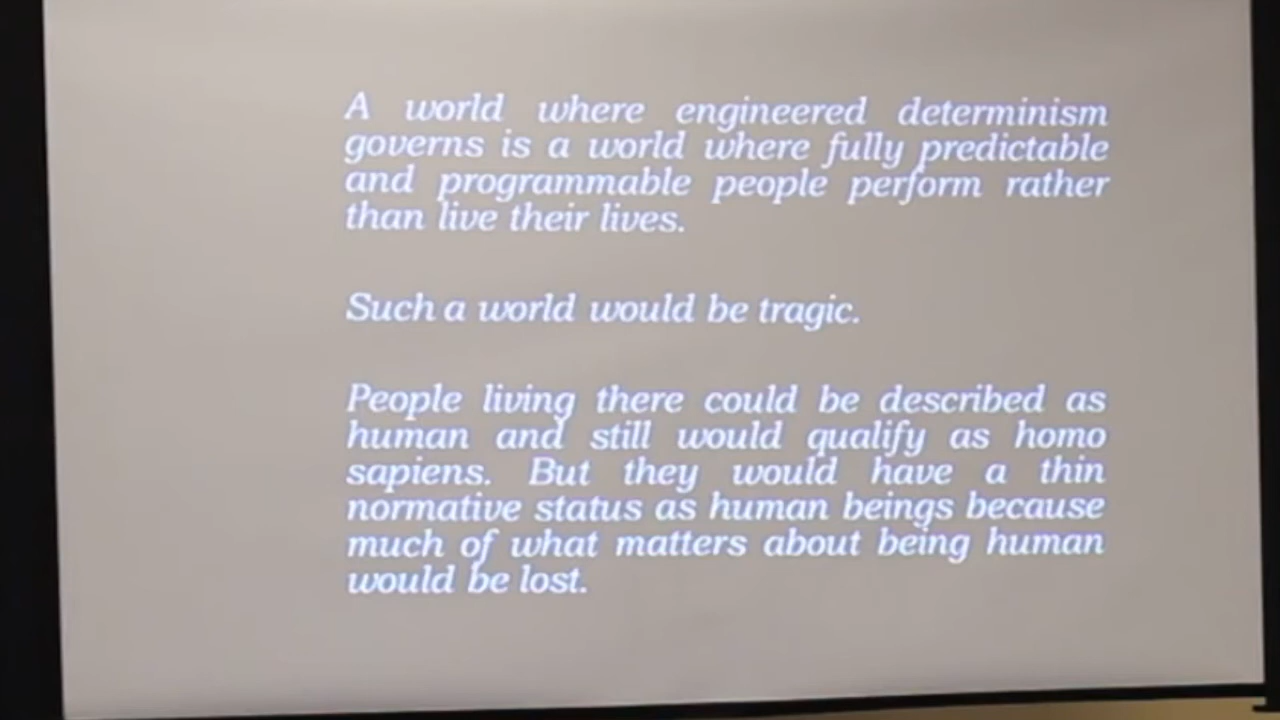 A world where engineered determinism
governs is a world where fully predictable
and programmable people perform rather
than live their lives.
Such a world would be tragic.
People living there could be described as
human and still would qualify as homo
sapiens. But they would have a thin
normative status as human beings because
much of what matters about being human
would be lost.